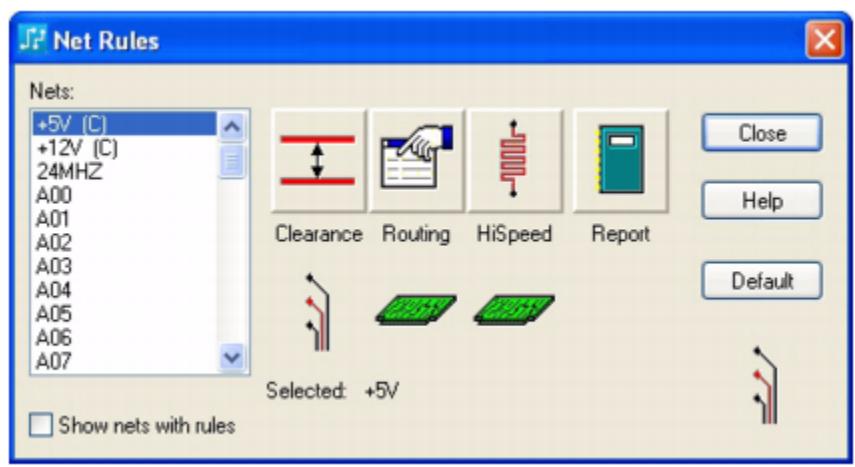 Net Rules
Nets:
+5V (C)
+12V (C)
24MHZ
A00
A01
A02
A03
A04
A05
A06
A07
Show nets with rules
Clearance Routing HiSpeed Report
Selected: +5V
Close
Help
Default